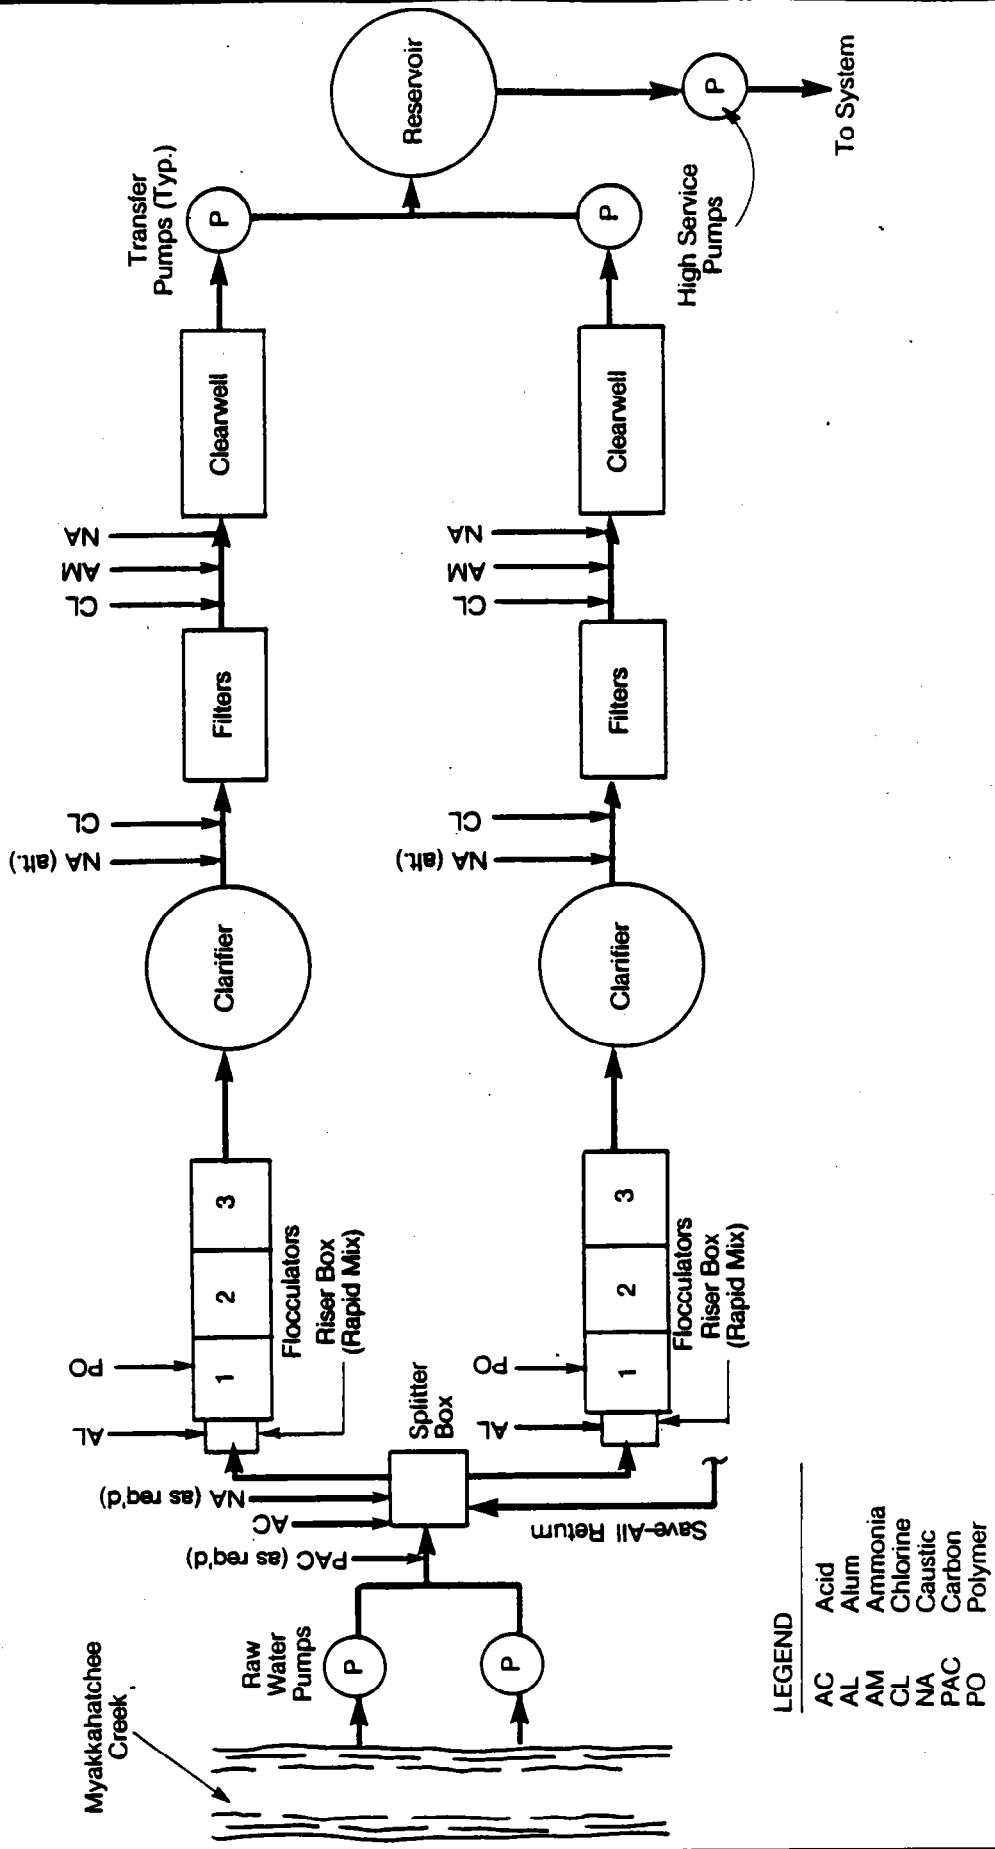 Myakkahatchee
Creek
Raw
Water
Pumps
P
P
PAC (as req'd)
AC
NA (as req'd)
Splitter
Box
Save-All Return
AL
PO
1
2
3
Flocculators
Riser Box
(Rapid Mix)
Clarifier
NA (alt.)
CL
Filters
CL
AM
NA
Clearwell
Transfer
Pumps (Typ.)
P
AL
PO
1
2
3
Flocculators
Riser Box
(Rapid Mix)
Clarifier
NA (alt.)
CL
Filters
CL
AM
NA
Clearwell
P
Reservoir
High Service
Pumps
P
To System
LEGEND
AC Acid
AL Alum
AM Ammonia
CL Chlorine
NA Caustic
PAC Carbon
PO Polymer